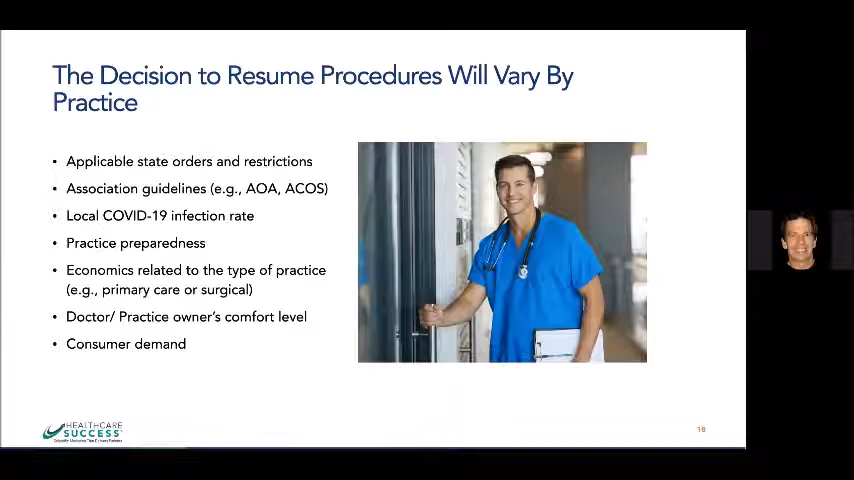 The Decision to Resume Procedures Will Vary By
Practice
• Applicable state orders and restrictions
• Association guidelines (e.g., AOA, ACOS)
• Local COVID-19 infection rate
• Practice preparedness
• Economics related to the type of practice
(e.g., primary care or surgical)
• Doctor/ Practice owner's comfort level
• Consumer demand
HEALTHCARE
SUCCESS
18